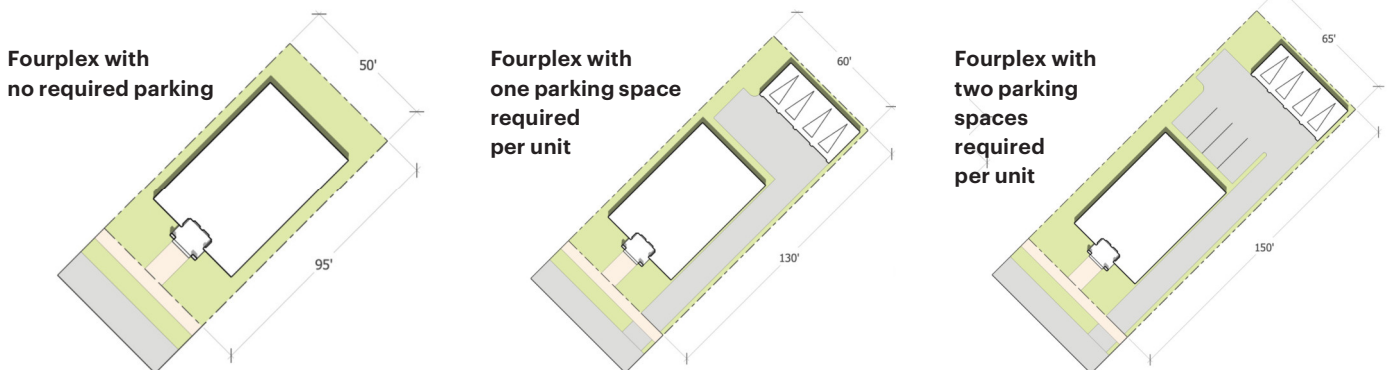 Fourplex with
no required parking
50'
95'
Fourplex with
one parking space
required
per unit
60'
130'
Fourplex with
two parking
spaces
required
per unit
65'
150'